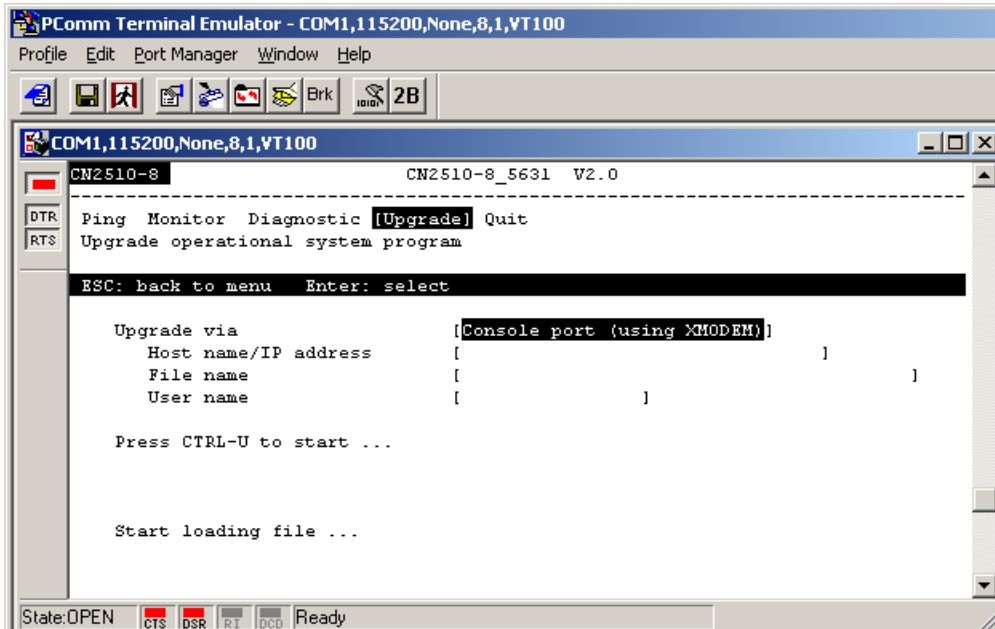 PComm Terminal Emulator - COM1,115200,None,8,1,VT100
Profile Edit Port Manager Window Help
Brk 2B
COM1,115200,None,8,1,VT100
CN2510-8 CN2510-8_5631 V2.0
--------------------------------------------------------------------------------
DTR
RTS
Ping Monitor Diagnostic [Upgrade] Quit
Upgrade operational system program
ESC: back to menu Enter: select
Upgrade via [Console port (using XMODEM)]
Host name/IP address [ ]
File name [ ]
User name [ ]
Press CTRL-U to start ...
Start loading file ...
State:OPEN CTS DSR RI DCD Ready